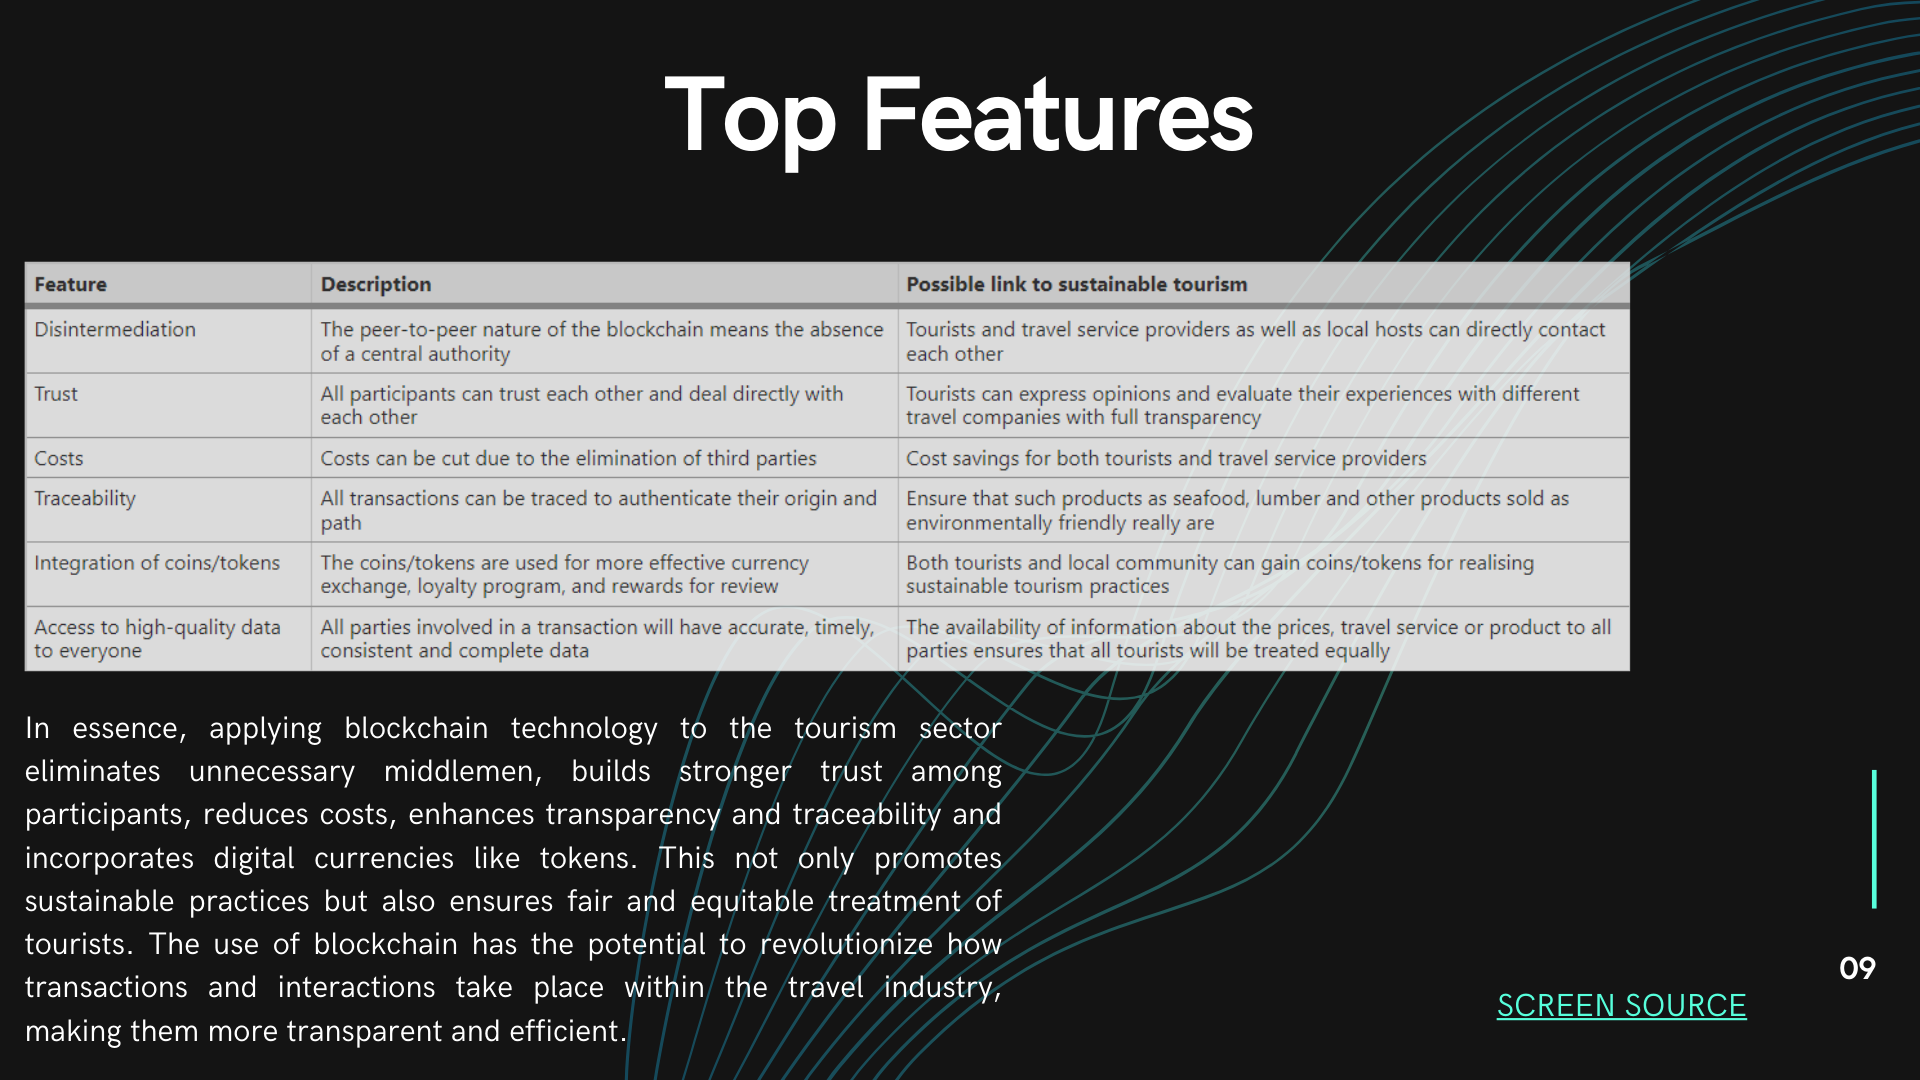 Top Features
Feature Description Possible link to sustainable tourism
Disintermediation The peer-to-peer nature of the blockchain means the absence Tourists and travel service providers as well as local hosts can directly contact
of a central authority each other
Trust All participants can trust each other and deal directly with Tourists can express opinions and evaluate their experiences with different
each other travel companies with full transparency
Costs Costs can be cut due to the elimination of third parties Cost savings for both tourists and travel service providers
Traceability All transactions can be traced to authenticate their origin and Ensure that such products as seafood, lumber and other products sold as
path environmentally friendly really are
Integration of coins/tokens The coins/tokens are used for more effective currency Both tourists and local community can gain coins/tokens for realising
exchange, loyalty program, and rewards for review sustainable tourism practices
Access to high-quality data All parties involved in a transaction will have accurate, timely, The availability of information about the prices, travel service or product to all
to everyone consistent and complete data parties ensures that all tourists will be treated equally
In essence, applying blockchain technology to the tourism sector
eliminates unnecessary middlemen, builds stronger trust among
participants, reduces costs, enhances transparency and traceability and
incorporates digital currencies like tokens. This not only promotes
sustainable practices but also ensures fair and equitable treatment of
tourists. The use of blockchain has the potential to revolutionize how
transactions and interactions take place within the travel industry,
making them more transparent and efficient.
09
SCREEN SOURCE